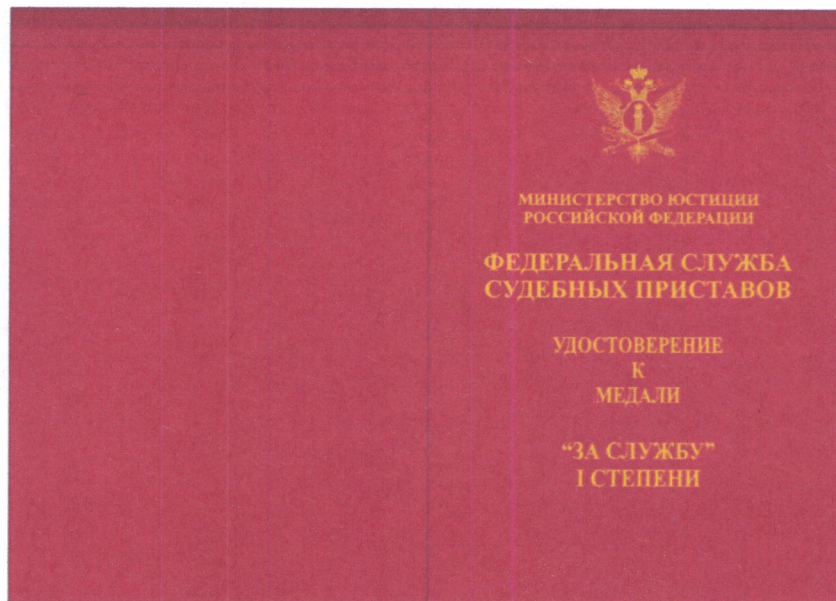 МИНИСТЕРСТВО ЮСТИЦИИ
РОССИЙСКОЙ ФЕДЕРАЦИИ
ФЕДЕРАЛЬНАЯ СЛУЖБА
СУДЕБНЫХ ПРИСТАВОВ
УДОСТОВЕРЕНИЕ
К
МЕДАЛИ
“ЗА СЛУЖБУ”
I СТЕПЕНИ